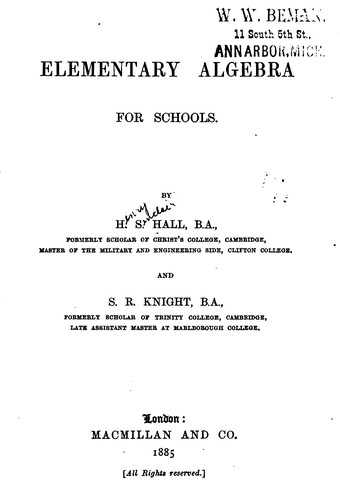 W. W. BEMAN.
11 South 5th St.,
ANN ARBOR, MICH.
ELEMENTARY ALGEBRA
FOR SCHOOLS.
BY
Henry Sinclair
H. S. HALL, B.A.,
FORMERLY SCHOLAR OF CHRIST'S COLLEGE, CAMBRIDGE,
MASTER OF THE MILITARY AND ENGINEERING SIDE, CLIFTON COLLEGE.
AND
S. R. KNIGHT, B.A.,
FORMERLY SCHOLAR OF TRINITY COLLEGE, CAMBRIDGE,
LATE ASSISTANT MASTER AT MARLBOROUGH COLLEGE.
London:
MACMILLAN AND CO.
1885
[All Rights reserved.]